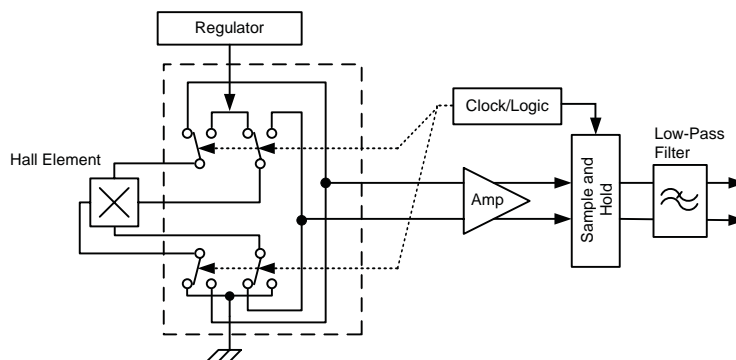 Regulator
Clock/Logic
Low-Pass
Filter
Hall Element
Amp
Sample and
Hold